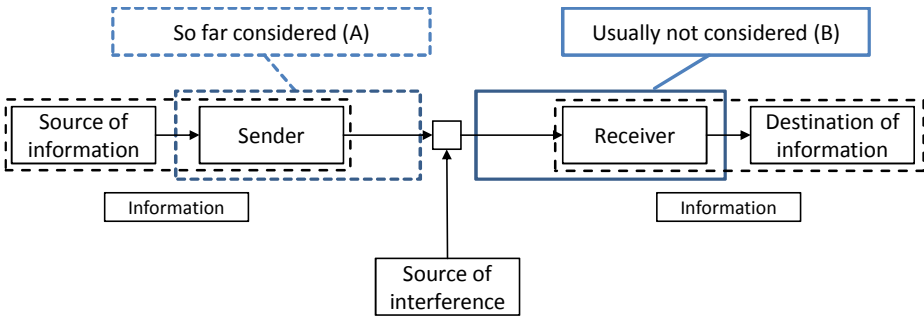 So far considered (A)
Usually not considered (B)
Source of
information
Sender
Receiver
Destination of
information
Information
Information
Source of
interference